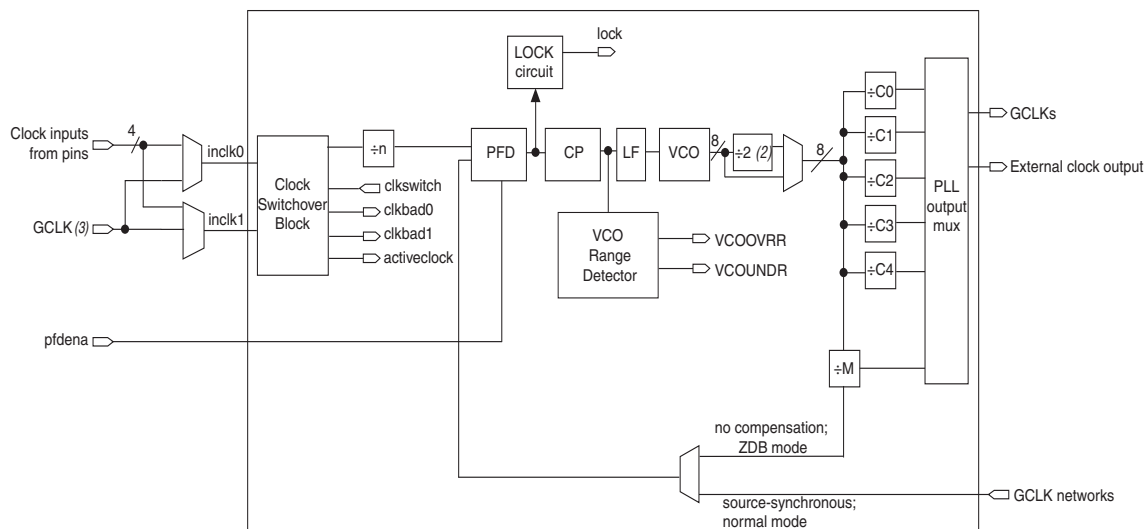 lock
LOCK
circuit
÷C0
GCLKs
4
Clock inputs
from pins
inclk0
÷n
PFD
CP
LF
VCO
8
÷2 (2)
8
÷C1
External clock output
Clock
Switchover
Block
clkswitch
÷C2
PLL
output
mux
clkbad0
inclk1
GCLK (3)
clkbad1
VCO
Range
Detector
VCOOVRR
÷C3
activeclock
VCOUNDR
÷C4
pfdena
÷M
no compensation;
ZDB mode
GCLK networks
source-synchronous;
normal mode